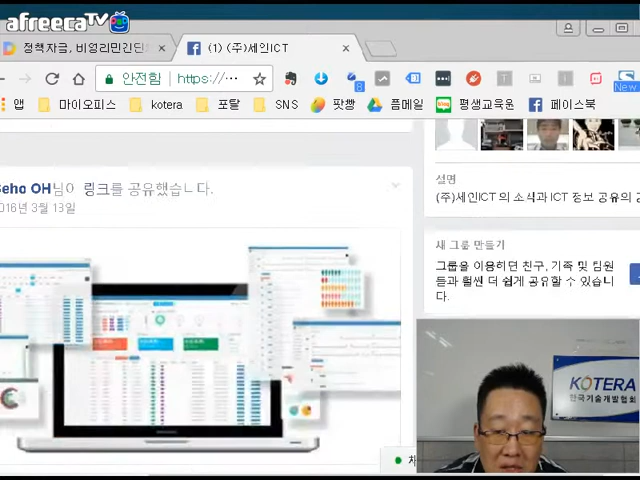 afreecaTV
정책자금, 비영리민간단 ×
(1) (주)세인ICT ×
안전함 https://...
8
New
앱 마이오피스 kotera 포탈 SNS 팟빵 플메일 평생교육원 페이스북
Seho OH님이 링크를 공유했습니다.
2016년 3월 13일
설명
(주)세인ICT 의 소식과 ICT 정보 공유의
새 그룹 만들기
그룹을 이용하면 친구, 가족 및 팀원
들과 훨씬 더 쉽게 공유할 수 있습니
다.
KOTERA
한국기술개발협회